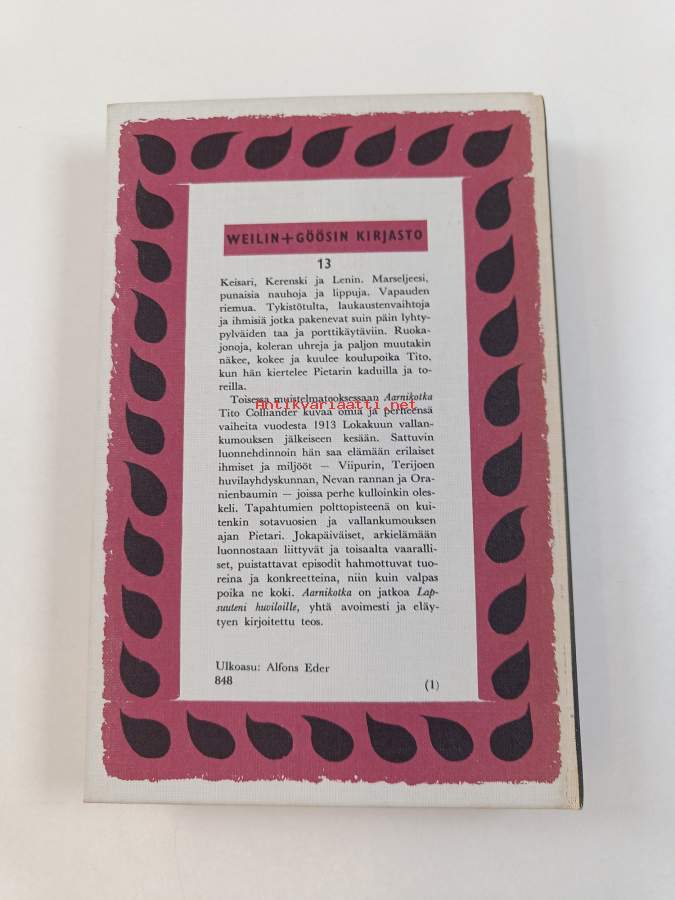 WEILIN+GÖÖSIN KIRJASTO
13
Keisari, Kerenski ja Lenin. Marseljeesi,
punaisia nauhoja ja lippuja. Vapauden
riemua. Tykistötulta, laukaustenvaihtoja
ja ihmisiä jotka pakenevat suin päin lyhty-
pylväiden taa ja porttikäytäviin. Ruoka-
jonoja, koleran uhreja ja paljon muutakin
näkee, kokee ja kuulee koulupoika Tito,
kun hän kiertelee Pietarin kaduilla ja to-
reilla.
Toisessa muistelmateoksessaan Aarnikotka
Antikvariaatti.net
Tito Colliander kuvaa omia ja perheensä
vaiheita vuodesta 1913 Lokakuun vallan-
kumouksen jälkeiseen kesään. Sattuvin
luonnehdinnoin hän saa elämään erilaiset
ihmiset ja miljööt — Viipurin, Terijoen
huvilayhdyskunnan, Nevan rannan ja Ora-
nienbaumin — joissa perhe kulloinkin oles-
keli. Tapahtumien polttopisteenä on kui-
tenkin sotavuosien ja vallankumouksen
ajan Pietari. Jokapäiväiset, arkielämään
luonnostaan liittyvät ja toisaalta vaaralli-
set, puistattavat episodit hahmottuvat tuo-
reina ja konkreetteina, niin kuin valpas
poika ne koki. Aarnikotka on jatkoa Lap-
suuteni huviloille, yhtä avoimesti ja eläy-
tyen kirjoitettu teos.
Ulkoasu: Alfons Eder
848
(1)